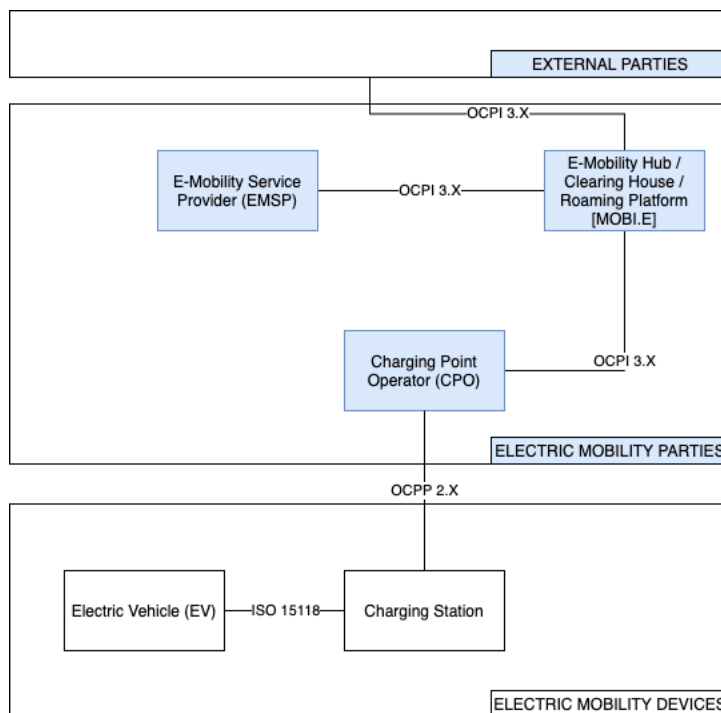 EXTERNAL PARTIES
OCPI 3.X
E-Mobility Service
Provider (EMSP)
OCPI 3.X
E-Mobility Hub /
Clearing House /
Roaming Platform
[MOBI.E]
Charging Point
Operator (CPO)
OCPI 3.X
ELECTRIC MOBILITY PARTIES
OCPP 2.X
Electric Vehicle (EV)
ISO 15118
Charging Station
ELECTRIC MOBILITY DEVICES